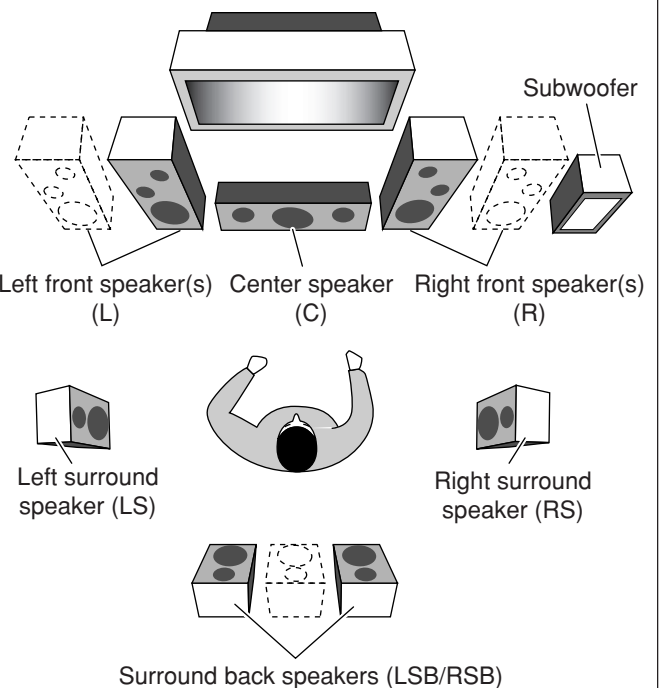 Subwoofer
Left front speaker(s)
(L)
Center speaker
(C)
Right front speaker(s)
(R)
Left surround
speaker (LS)
Right surround
speaker (RS)
Surround back speakers (LSB/RSB)